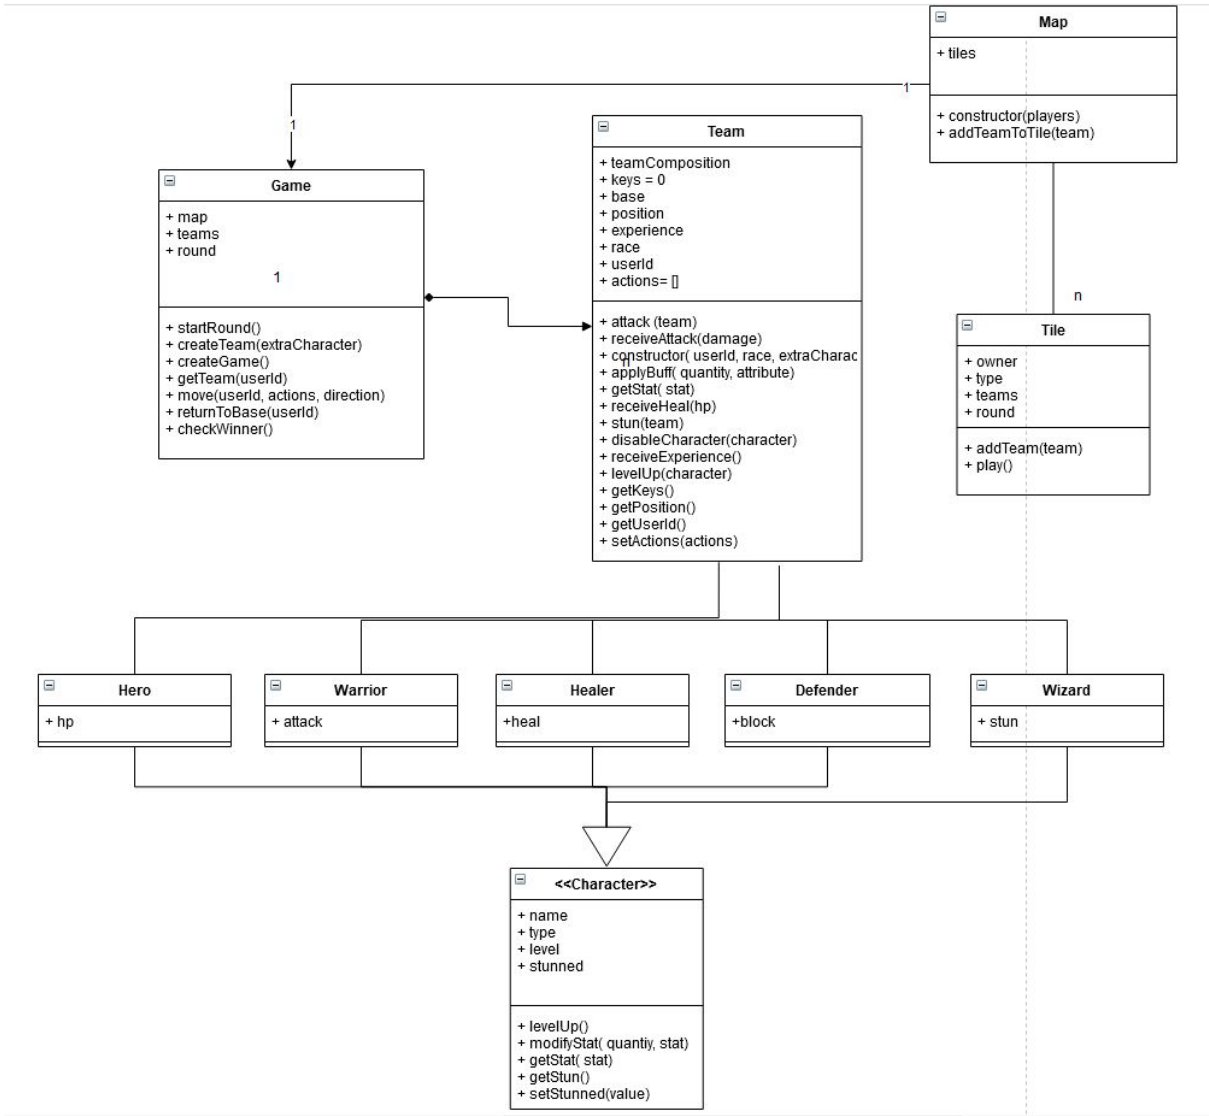 Map
+ tiles
+ constructor(players)
+ addTeamToTile(team)
1
1
Game
+ map
+ teams
+ round
1
+ startRound()
+ createTeam(extraCharacter)
+ createGame()
+ getTeam(userId)
+ move(userId, actions, direction)
+ returnToBase(userId)
+ checkWinner()
Team
+ teamComposition
+ keys = 0
+ base
+ position
+ experience
+ race
+ userId
+ actions= []
+ attack (team)
+ receiveAttack(damage)
+ constructor( userId, race, extraCharac
n
+ applyBuff( quantity, attribute)
+ getStat( stat)
+ receiveHeal(hp)
+ stun(team)
+ disableCharacter(character)
+ receiveExperience()
+ levelUp(character)
+ getKeys()
+ getPosition()
+ getUserId()
+ setActions(actions)
n
Tile
+ owner
+ type
+ teams
+ round
+ addTeam(team)
+ play()
Hero
+ hp
Warrior
+ attack
Healer
+heal
Defender
+block
Wizard
+ stun
<<Character>>
+ name
+ type
+ level
+ stunned
+ levelUp()
+ modifyStat( quantiy, stat)
+ getStat( stat)
+ getStun()
+ setStunned(value)